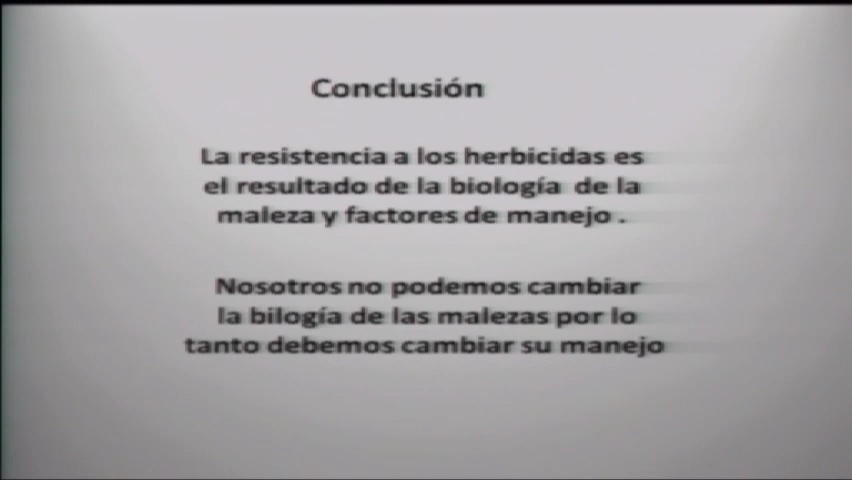 Conclusión
La resistencia a los herbicidas es
el resultado de la biología  de la
maleza y factores de manejo .
Nosotros no podemos cambiar
la bilogía de las malezas por lo
tanto debemos cambiar su manejo